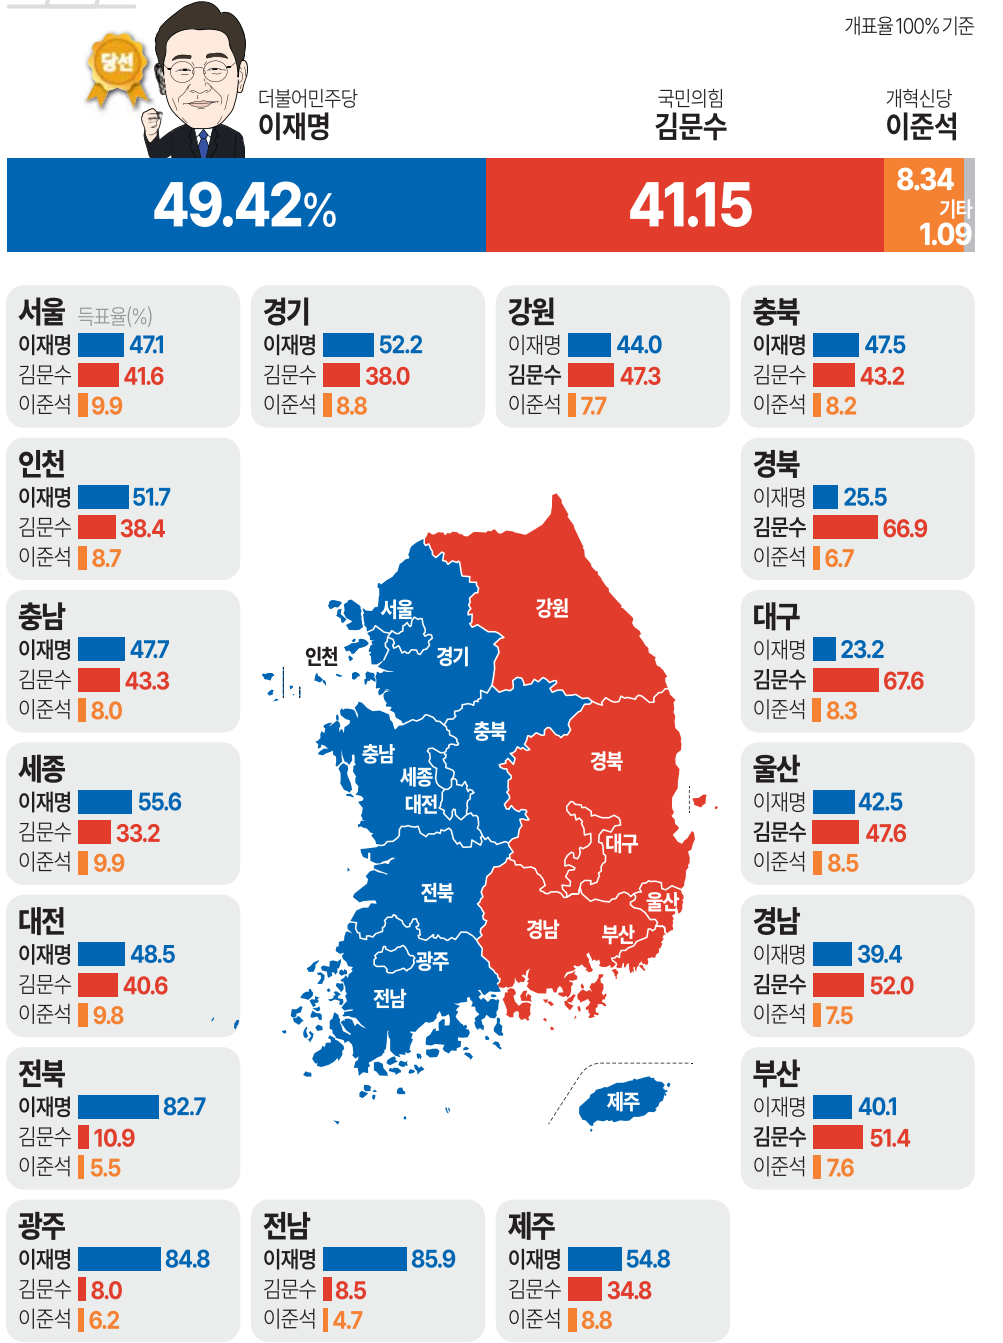 개표율 100% 기준
당선
더불어민주당
이재명
국민의힘
김문수
개혁신당
이준석
49.42%
41.15
8.34
기타
1.09
서울 득표율(%)
이재명 47.1
김문수 41.6
이준석 9.9
경기
이재명 52.2
김문수 38.0
이준석 8.8
강원
이재명 44.0
김문수 47.3
이준석 7.7
충북
이재명 47.5
김문수 43.2
이준석 8.2
인천
이재명 51.7
김문수 38.4
이준석 8.7
경북
이재명 25.5
김문수 66.9
이준석 6.7
충남
이재명 47.7
김문수 43.3
이준석 8.0
대구
이재명 23.2
김문수 67.6
이준석 8.3
세종
이재명 55.6
김문수 33.2
이준석 9.9
울산
이재명 42.5
김문수 47.6
이준석 8.5
대전
이재명 48.5
김문수 40.6
이준석 9.8
경남
이재명 39.4
김문수 52.0
이준석 7.5
전북
이재명 82.7
김문수 10.9
이준석 5.5
부산
이재명 40.1
김문수 51.4
이준석 7.6
광주
이재명 84.8
김문수 8.0
이준석 6.2
전남
이재명 85.9
김문수 8.5
이준석 4.7
제주
이재명 54.8
김문수 34.8
이준석 8.8
서울
강원
인천
경기
충북
충남
경북
세종
대전
대구
전북
울산
경남
부산
광주
전남
제주